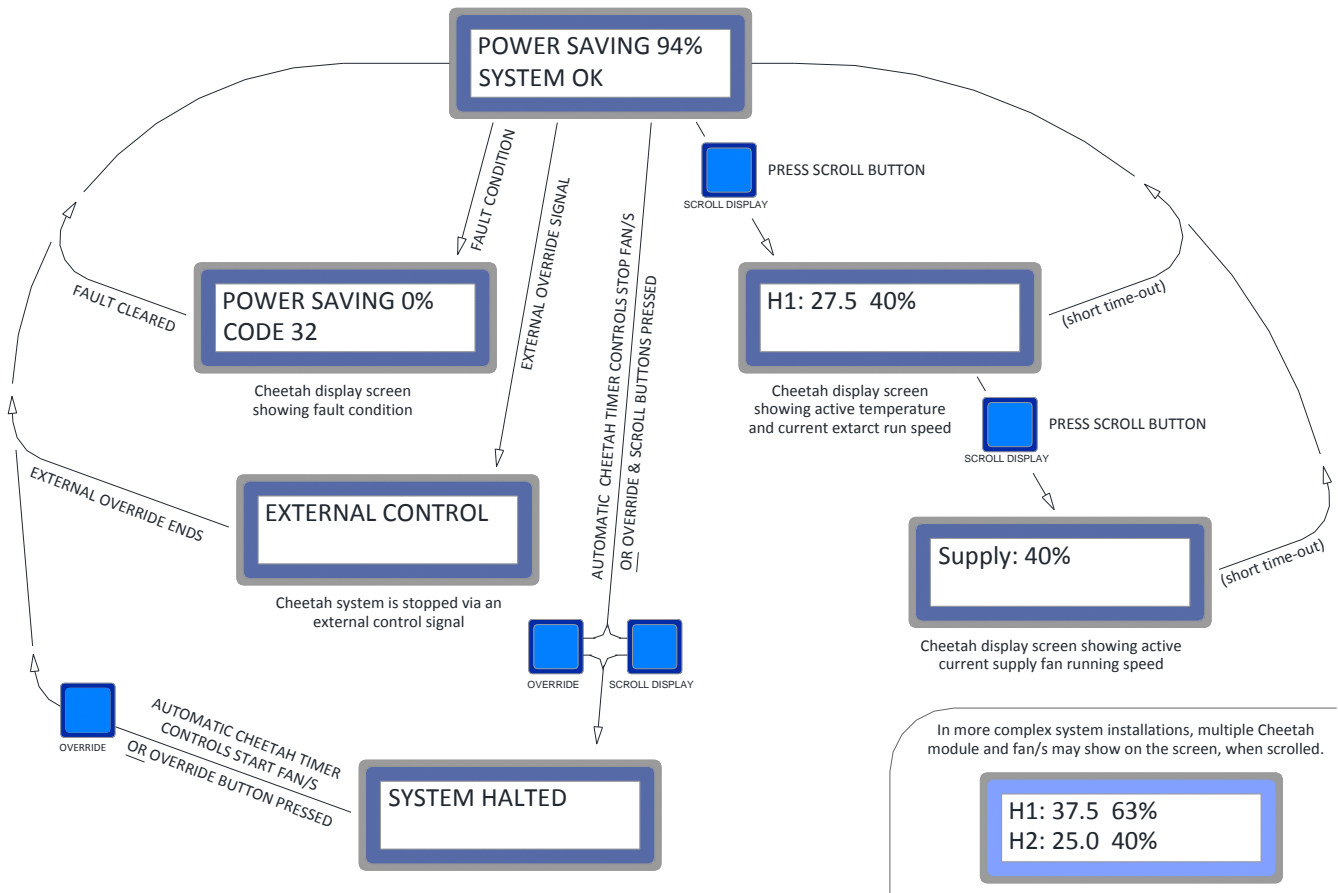 POWER SAVING 94%
SYSTEM OK
PRESS SCROLL BUTTON
SCROLL DISPLAY
FAULT CONDITION
EXTERNAL OVERRIDE SIGNAL
AUTOMATIC CHEETAH TIMER CONTROLS STOP FAN/S
OR OVERRIDE & SCROLL BUTTONS PRESSED
FAULT CLEARED
POWER SAVING 0%
CODE 32
Cheetah display screen
showing fault condition
H1: 27.5 40%
(short time-out)
Cheetah display screen
showing active temperature
and current extarct run speed
PRESS SCROLL BUTTON
SCROLL DISPLAY
EXTERNAL OVERRIDE ENDS
EXTERNAL CONTROL
Cheetah system is stopped via an
external control signal
Supply: 40%
(short time-out)
Cheetah display screen showing active
current supply fan running speed
OVERRIDE
SCROLL DISPLAY
OVERRIDE
AUTOMATIC CHEETAH TIMER
CONTROLS START FAN/S
OR OVERRIDE BUTTON PRESSED
SYSTEM HALTED
In more complex system installations, multiple Cheetah
module and fan/s may show on the screen, when scrolled.
H1: 37.5 63%
H2: 25.0 40%